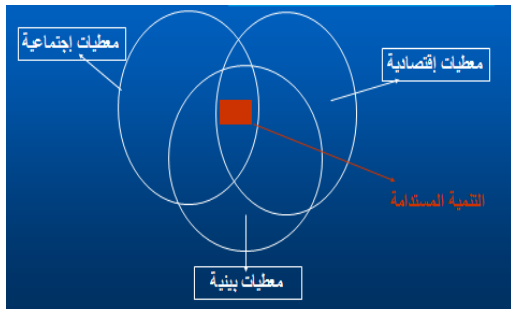 معطيات إجتماعية
معطيات إقتصادية
التنمية المستدامة
معطيات بيئية